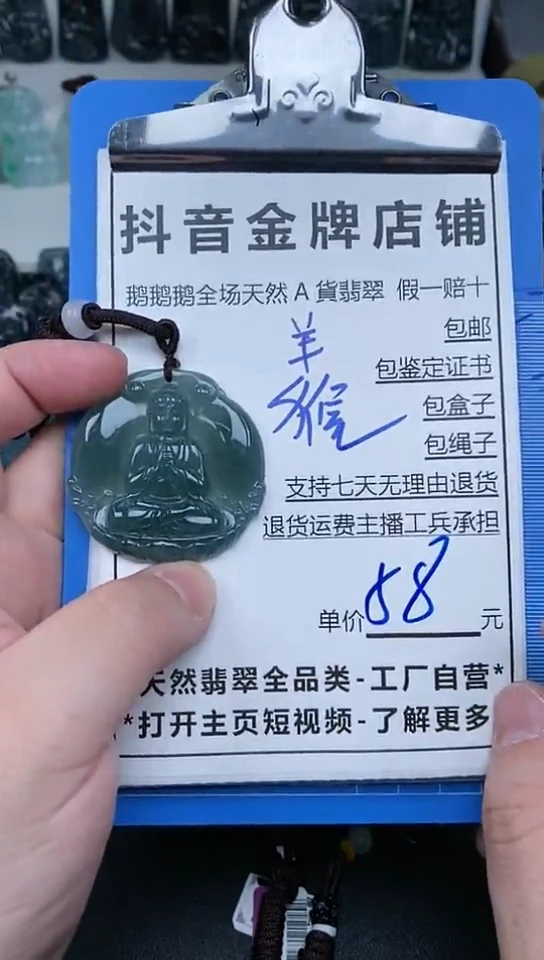 抖音金牌店铺
鹅鹅鹅全场天然A貨翡翠 假一赔十
羊
猴
包邮
包鉴定证书
包盒子
包绳子
支持七天无理由退货
退货运费主播工兵承担
单价58元
天然翡翠全品类-工厂自营*
*打开主页短视频-了解更多